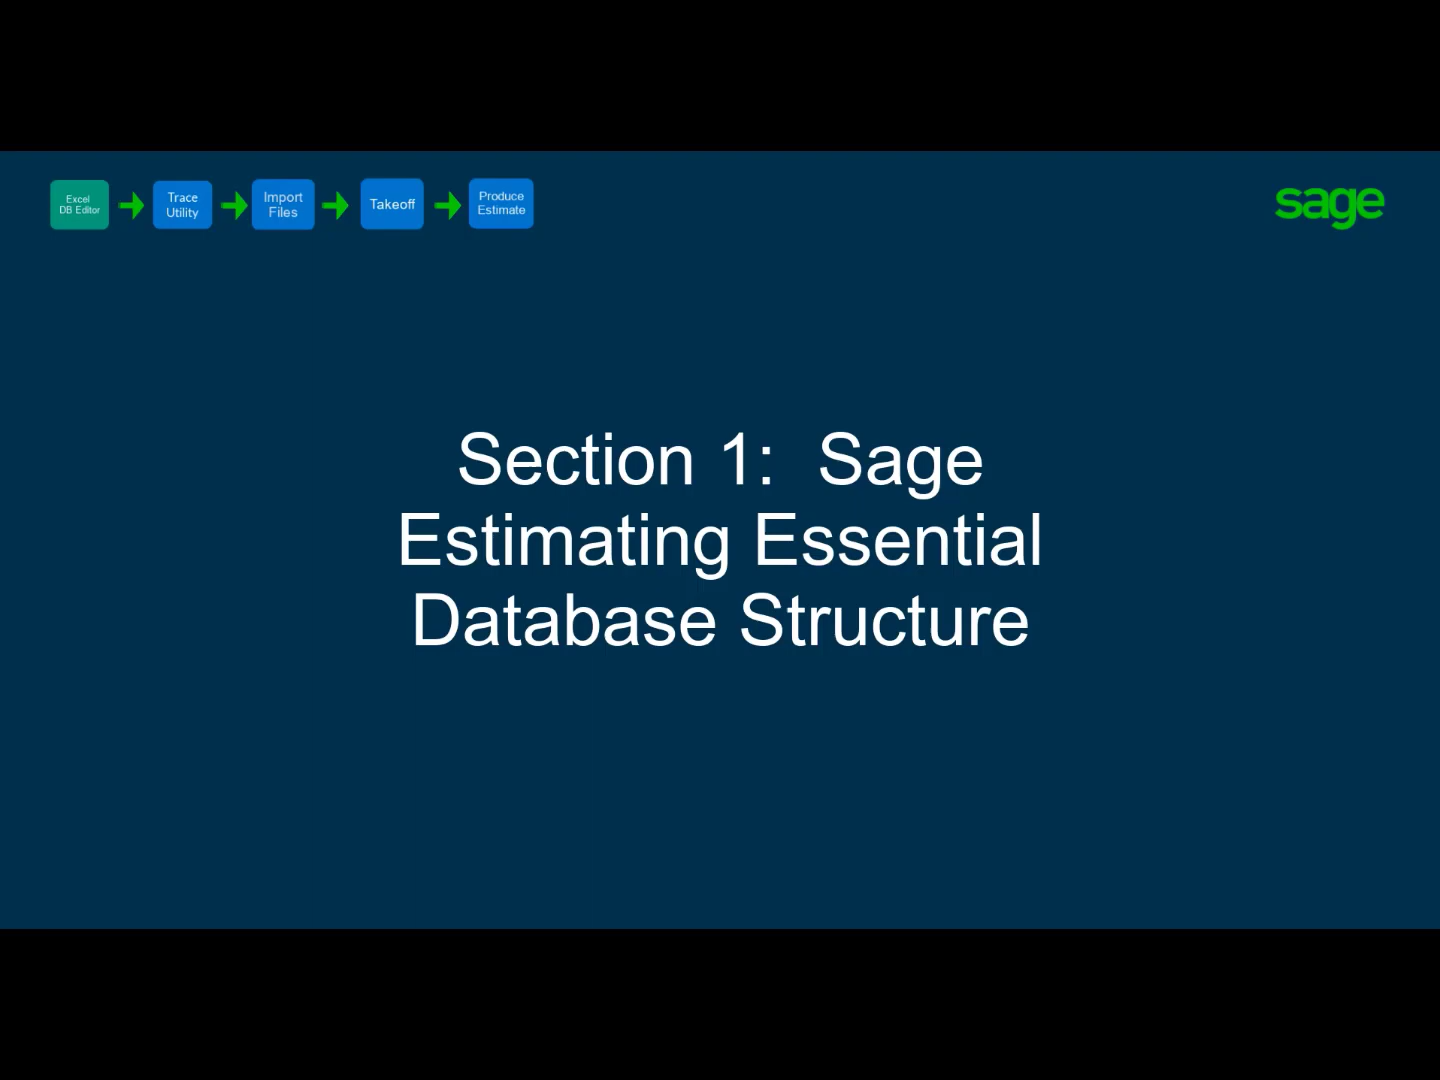 Excel
DB Editor
Trace
Utility
Import
Files
Takeoff
Produce
Estimate
sage
Section 1:  Sage
Estimating Essential
Database Structure